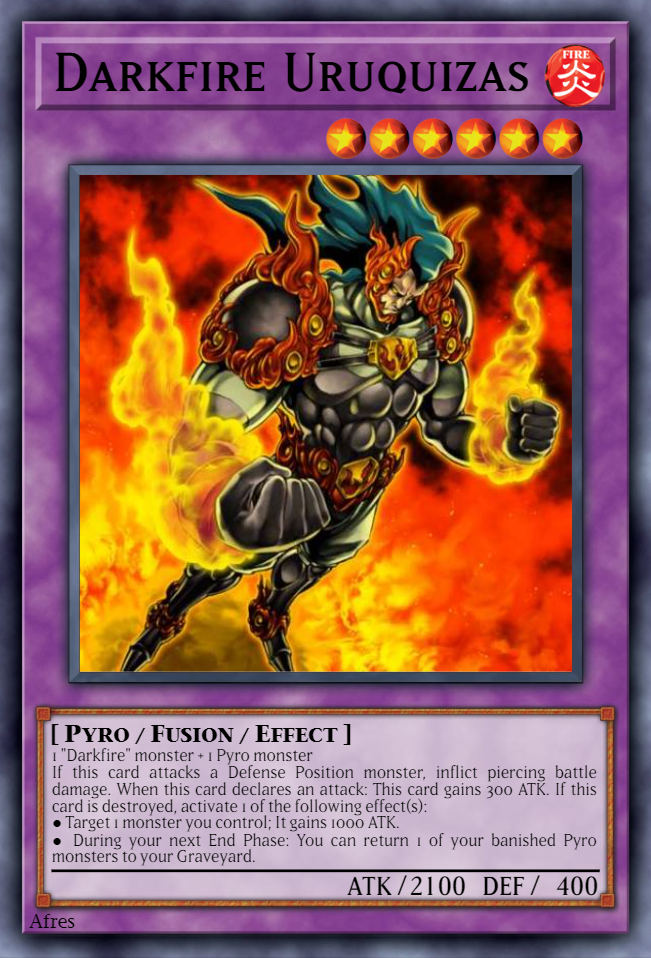 Darkfire Uruquizas
FIRE
炎
[ Pyro / Fusion / Effect ]
1 "Darkfire" monster + 1 Pyro monster
If this card attacks a Defense Position monster, inflict piercing battle
damage. When this card declares an attack: This card gains 300 ATK. If this
card is destroyed, activate 1 of the following effect(s):
● Target 1 monster you control; It gains 1000 ATK.
● During your next End Phase: You can return 1 of your banished Pyro
monsters to your Graveyard.
ATK / 2100 DEF / 400
Afres